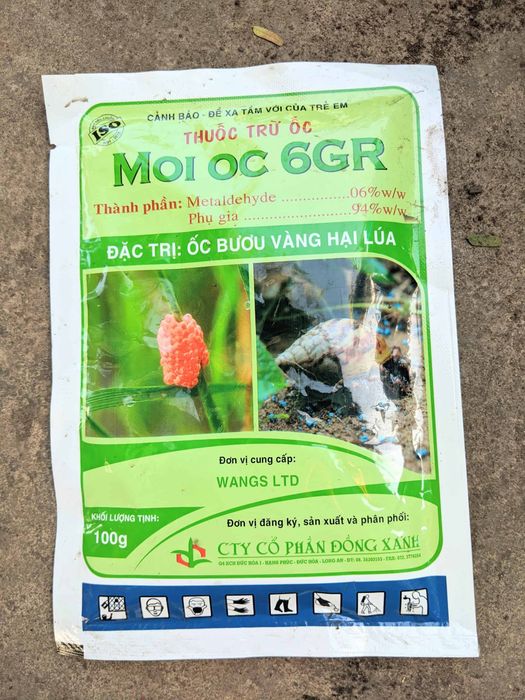 CẢNH BÁO - ĐỂ XA TẦM VỚI CỦA TRẺ EM
ISO
THUỐC TRỪ ỐC
MOI OC 6GR
Thành phần: Metaldehyde ..................06%w/w
Phụ gia ...........................94%w/w
ĐẶC TRỊ: ỐC BƯƠU VÀNG HẠI LÚA
Đơn vị cung cấp:
WANGS LTD
KHỐI LƯỢNG TỊNH:
100g
Đơn vị đăng ký, sản xuất và phân phối:
CTY CỔ PHẦN ĐỒNG XANH